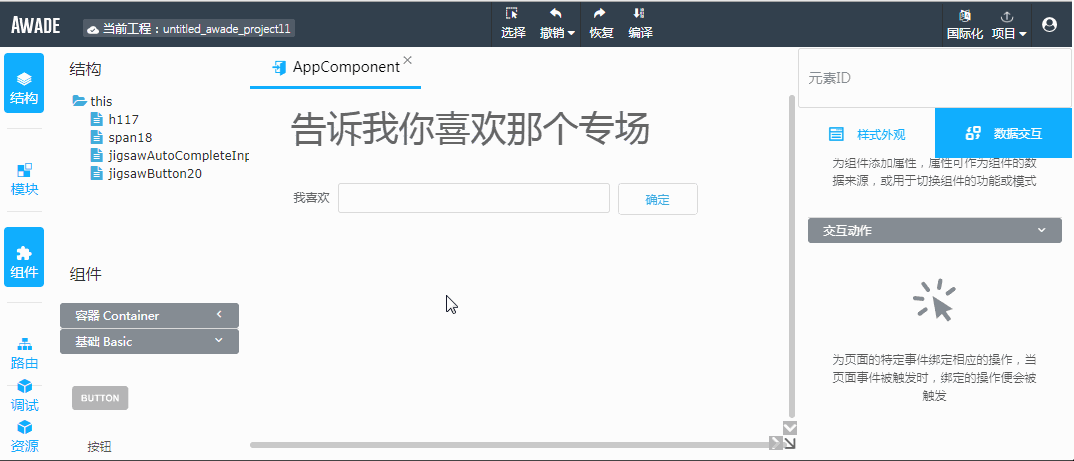 AWADE
当前工程：untitled_awade_project11
选择
撤销
恢复
编译
国际化
项目
结构
模块
组件
路由
调试
资源
结构
this
h117
span18
jigsawAutoCompleteInp
jigsawButton20
组件
容器 Container
基础 Basic
BUTTON
按钮
AppComponent
告诉我你喜欢那个专场
我喜欢
确定
元素ID
样式外观
数据交互
为组件添加属性，属性可作为组件的数
据来源，或用于切换组件的功能或模式
交互动作
为页面的特定事件绑定相应的操作，当
页面事件被触发时，绑定的操作便会被
触发